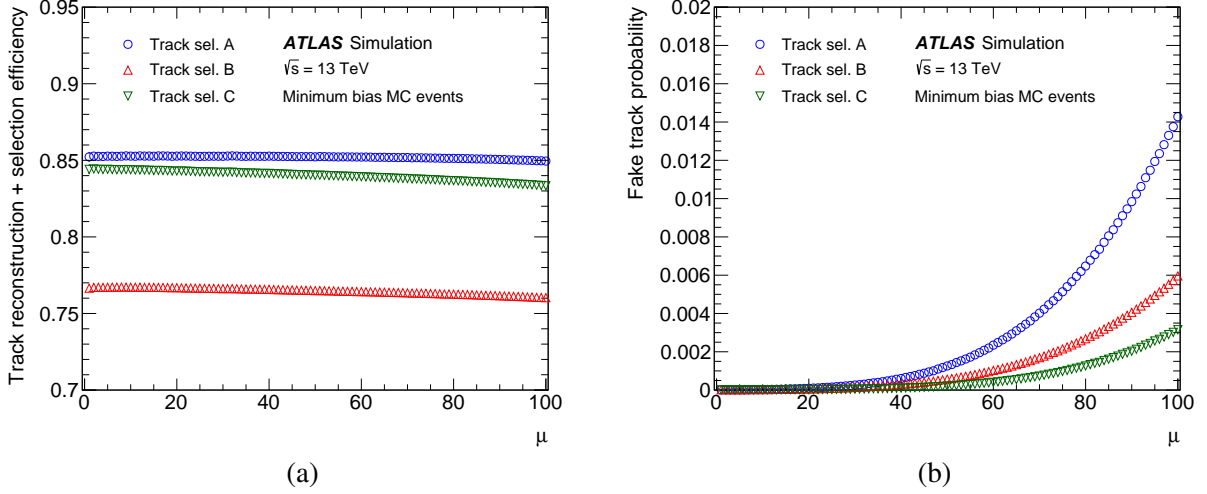 0.95
0.9
0.85
0.8
0.75
0.7
Track reconstruction + selection efficiency
Track sel. A
Track sel. B
Track sel. C
ATLAS Simulation
√s = 13 TeV
Minimum bias MC events
0 20 40 60 80 100
μ
(a)
0.02
0.018
0.016
0.014
0.012
0.01
0.008
0.006
0.004
0.002
0
Fake track probability
Track sel. A
Track sel. B
Track sel. C
ATLAS Simulation
√s = 13 TeV
Minimum bias MC events
0 20 40 60 80 100
μ
(b)